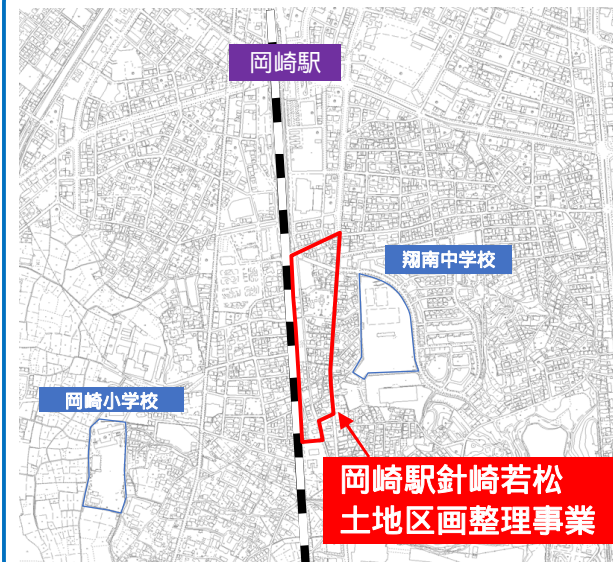 岡崎駅
翔南中学校
岡崎小学校
岡崎駅針崎若松
土地区画整理事業